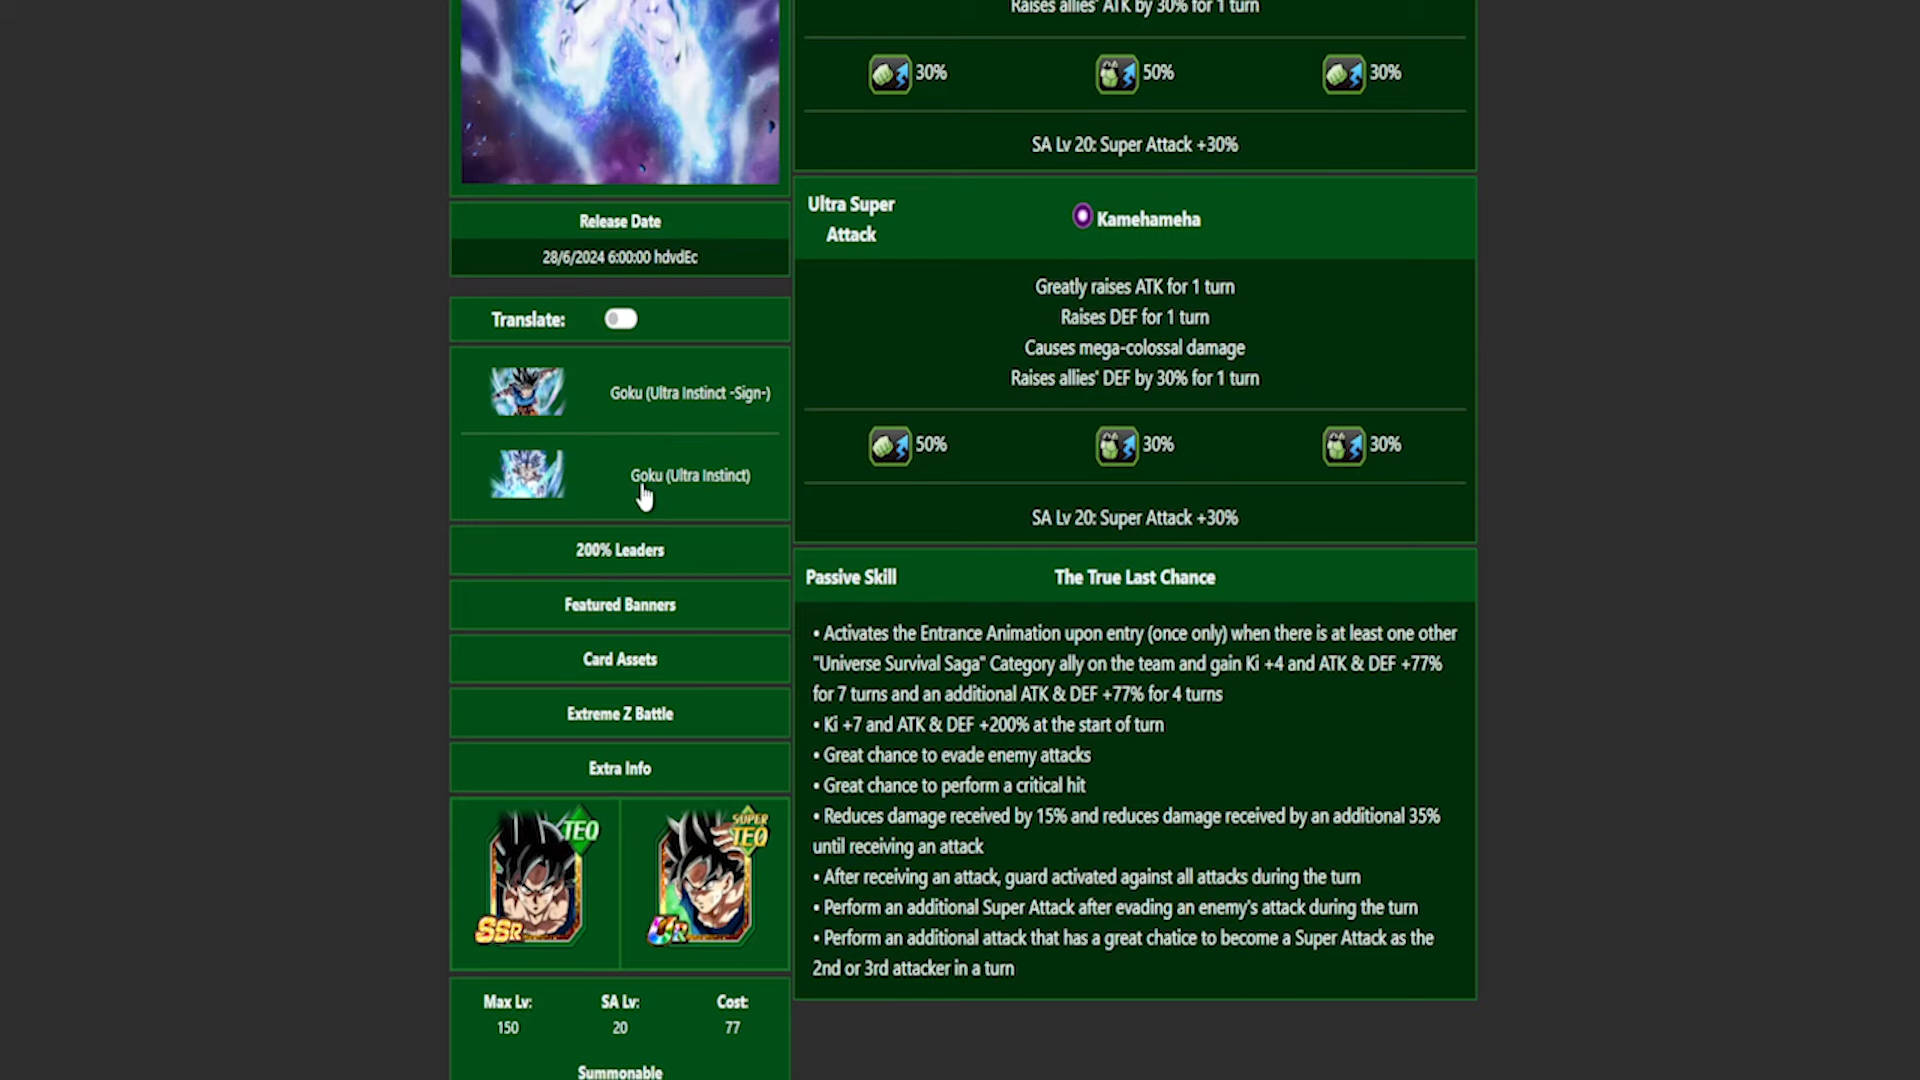 Raises allies' ATK by 30% for 1 turn
30% 50% 30%
SA Lv 20: Super Attack +30%
Ultra Super
Attack
Kamehameha
Greatly raises ATK for 1 turn
Raises DEF for 1 turn
Causes mega-colossal damage
Raises allies' DEF by 30% for 1 turn
50% 30% 30%
SA Lv 20: Super Attack +30%
Passive Skill The True Last Chance
• Activates the Entrance Animation upon entry (once only) when there is at least one other
"Universe Survival Saga" Category ally on the team and gain Ki +4 and ATK & DEF +77%
for 7 turns and an additional ATK & DEF +77% for 4 turns
• Ki +7 and ATK & DEF +200% at the start of turn
• Great chance to evade enemy attacks
• Great chance to perform a critical hit
• Reduces damage received by 15% and reduces damage received by an additional 35%
until receiving an attack
• After receiving an attack, guard activated against all attacks during the turn
• Perform an additional Super Attack after evading an enemy's attack during the turn
• Perform an additional attack that has a great chatice to become a Super Attack as the
2nd or 3rd attacker in a turn
Release Date
28/6/2024 6:00:00 hdvdEc
Translate:
Goku (Ultra Instinct -Sign-)
Goku (Ultra Instinct)
200% Leaders
Featured Banners
Card Assets
Extreme Z Battle
Extra Info
TEQ
SSR
SUPER
TEQ
UR
Max Lv: SA Lv: Cost:
150 20 77
Summonable